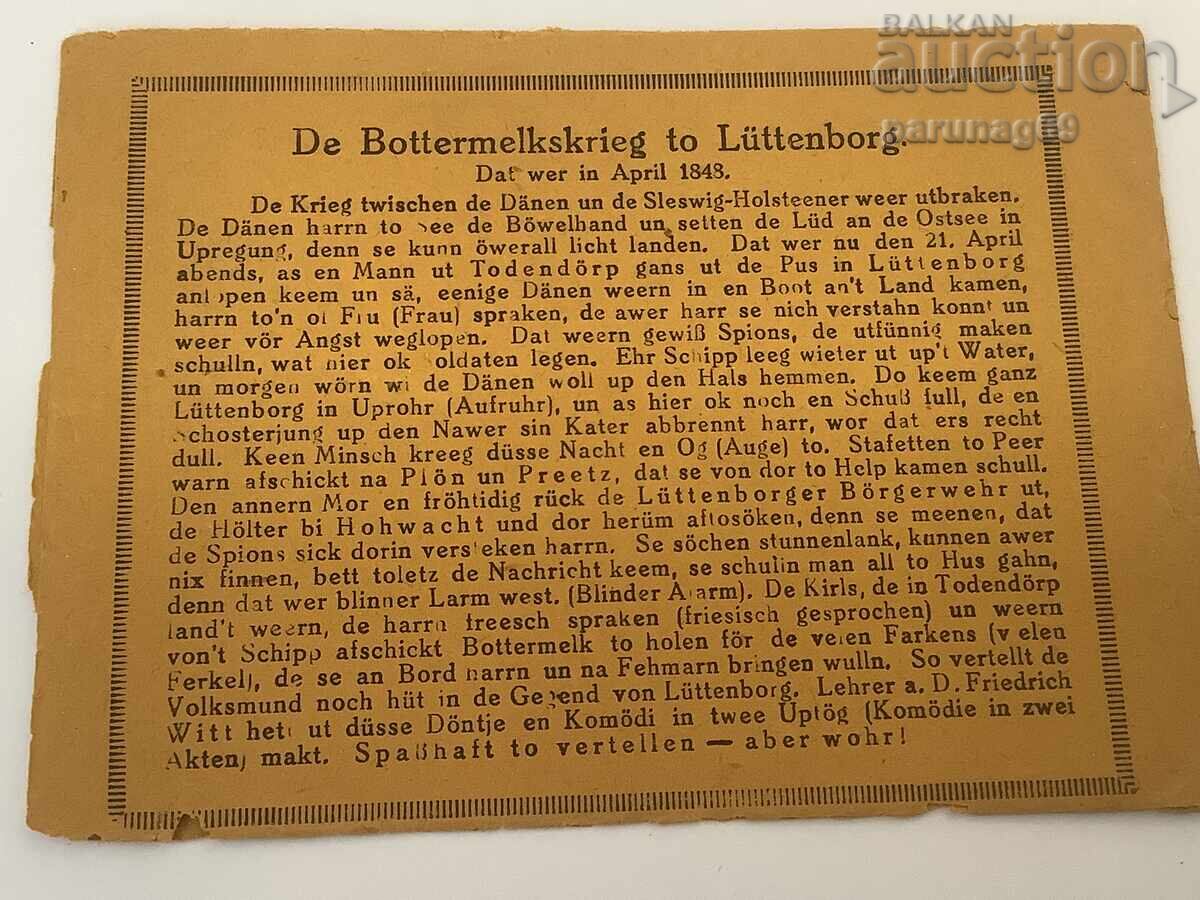 BALKAN
auction
parunag69
De Bottermelkskrieg to Lüttenborg.
Dat wer in April 1848.
De Krieg twischen de Dänen un de Sleswig-Holsteener weer utbraken.
De Dänen harrn to See de Böwelhand un setten de Lüd an de Ostsee in
Upregung, denn se kunn öwerall licht landen. Dat wer nu den 21. April
abends, as en Mann ut Todendörp gans ut de Pus in Lüttenborg
anlopen keem un sä, eenige Dänen weern in en Boot an't Land kamen,
harrn to'n ol Fru (Frau) spraken, de awer harr se nich verstahn konnt un
weer vör Angst weglopen. Dat weern gewiß Spions, de utfünnig maken
schulln, wat hier ok Soldaten legen. Ehr Schipp leeg wieter ut up't Water,
un morgen wörn wi de Dänen woll up den Hals hemmen. Do keem ganz
Lüttenborg in Uprohr (Aufruhr), un as hier ok noch en Schuß full, de en
Schosterjung up den Nawer sin Kater abbrennt harr, wor dat ers recht
dull. Keen Minsch kreeg düsse Nacht en Og (Auge) to. Stafetten to Peer
warn afschickt na Plön un Preetz, dat se von dor to Help kamen schull.
Den annern Morgen fröhtidig rück de Lüttenborger Börgerwehr ut,
de Hölter bi Hohwacht und dor herüm aftosöken, denn se meenen, dat
de Spions sick dorin versteken harrn. Se söchen stunnenlank, kunnen awer
nix finnen, bett toletz de Nachricht keem, se schulln man all to Hus gahn,
denn dat wer blinner Larm west. (Blinder Alarm). De Kirls, de in Todendörp
land't weern, de harrn freesch spraken (friesisch gesprochen) un weern
von't Schipp afschickt Bottermelk to holen för de velen Farkens (vielen
Ferkel), de se an Bord harrn un na Fehmarn bringen wulln. So vertellt de
Volksmund noch hüt in de Gegend von Lüttenborg. Lehrer a. D. Friedrich
Witt hett ut düsse Döntje en Komödi in twee Uptög (Komödie in zwei
Akten) makt. Spaßhaft to vertellen — aber wohr!